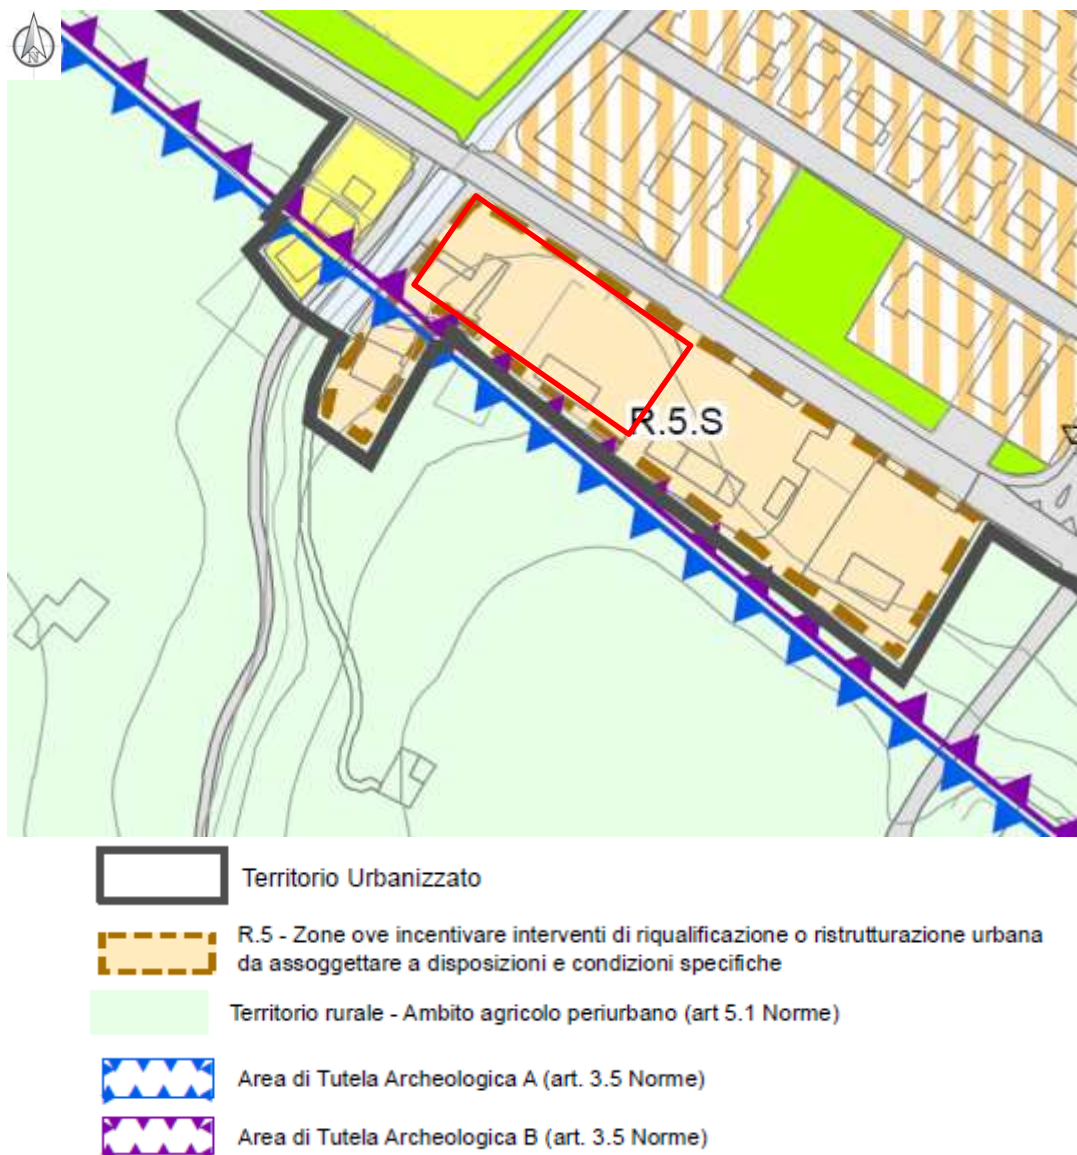 N
R.5.S
Territorio Urbanizzato
R.5 - Zone ove incentivare interventi di riqualificazione o ristrutturazione urbana
da assoggettare a disposizioni e condizioni specifiche
Territorio rurale - Ambito agricolo periurbano (art 5.1 Norme)
Area di Tutela Archeologica A (art. 3.5 Norme)
Area di Tutela Archeologica B (art. 3.5 Norme)